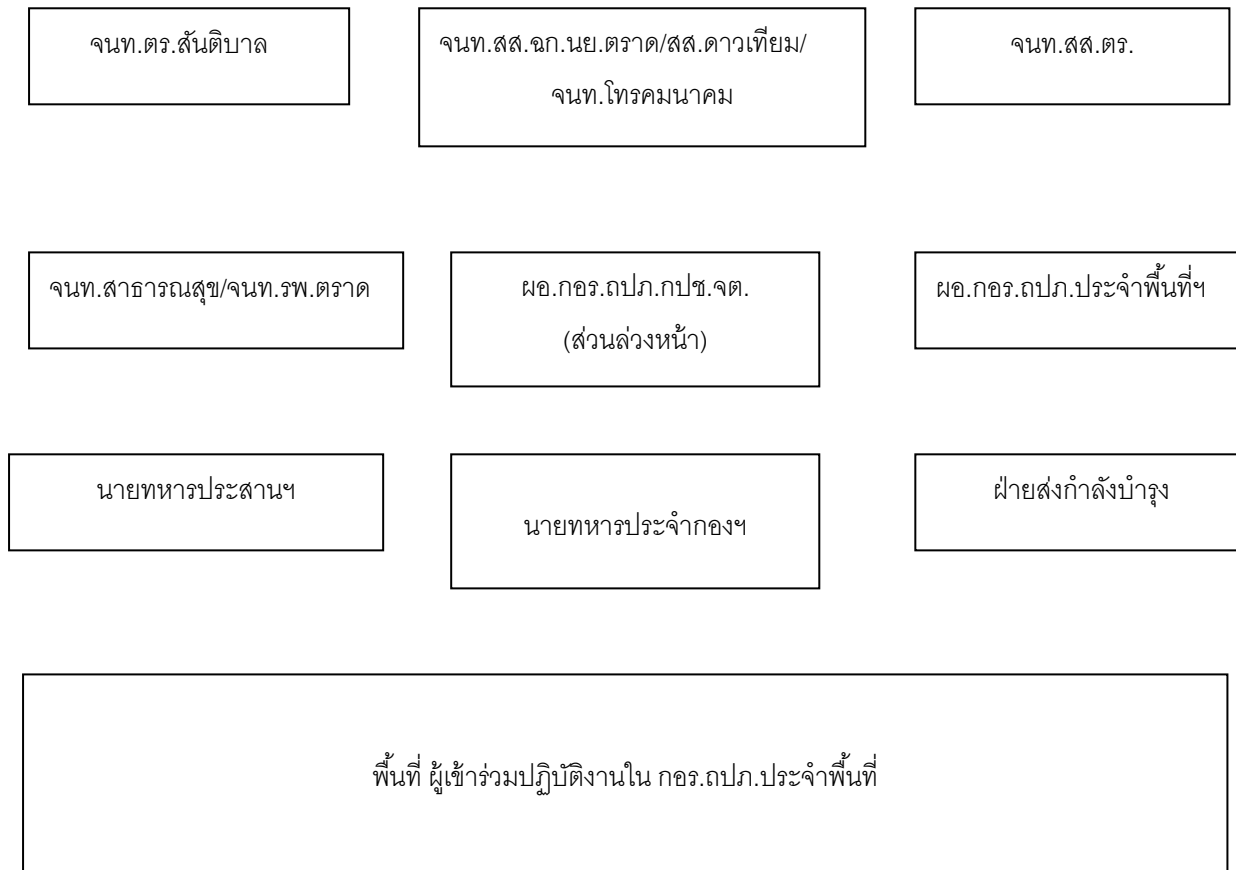 จนท.ตร.สันติบาล
จนท.สส.ฉก.นย.ตราด/สส.ดาวเทียม/
จนท.โทรคมนาคม
จนท.สส.ตร.
จนท.สาธารณสุข/จนท.รพ.ตราด
ผอ.กอร.ถปภ.กปช.จต.
(ส่วนล่วงหน้า)
ผอ.กอร.ถปภ.ประจำพื้นที่ฯ
นายทหารประสานฯ
นายทหารประจำกองฯ
ฝ่ายส่งกำลังบำรุง
พื้นที่ ผู้เข้าร่วมปฏิบัติงานใน กอร.ถปภ.ประจำพื้นที่